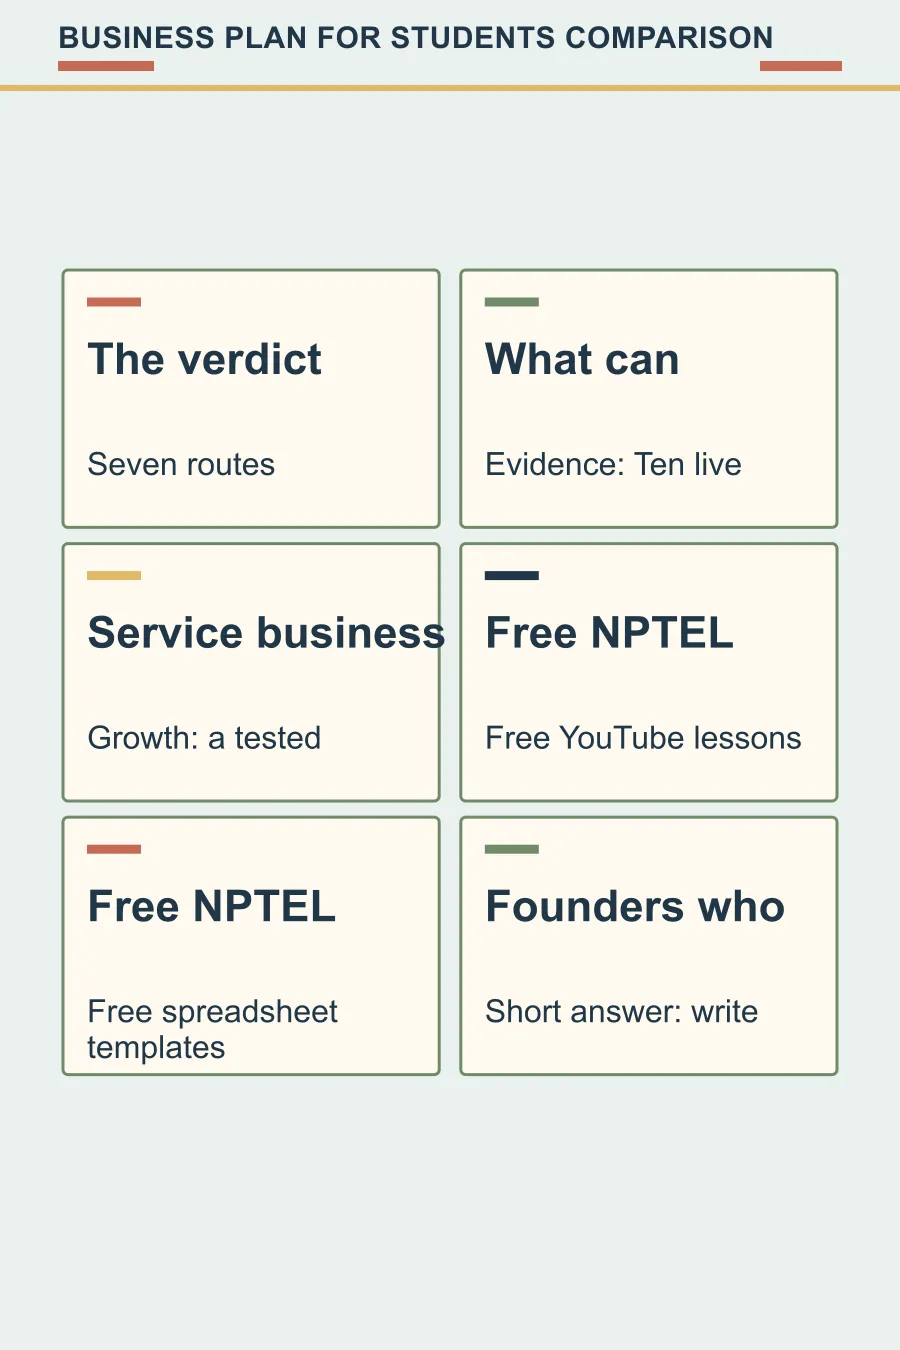 BUSINESS PLAN FOR STUDENTS COMPARISON
The verdict
Seven routes
What can
Evidence: Ten live
Service business
Growth: a tested
Free NPTEL
Free YouTube lessons
Free NPTEL
Free spreadsheet
templates
Founders who
Short answer: write